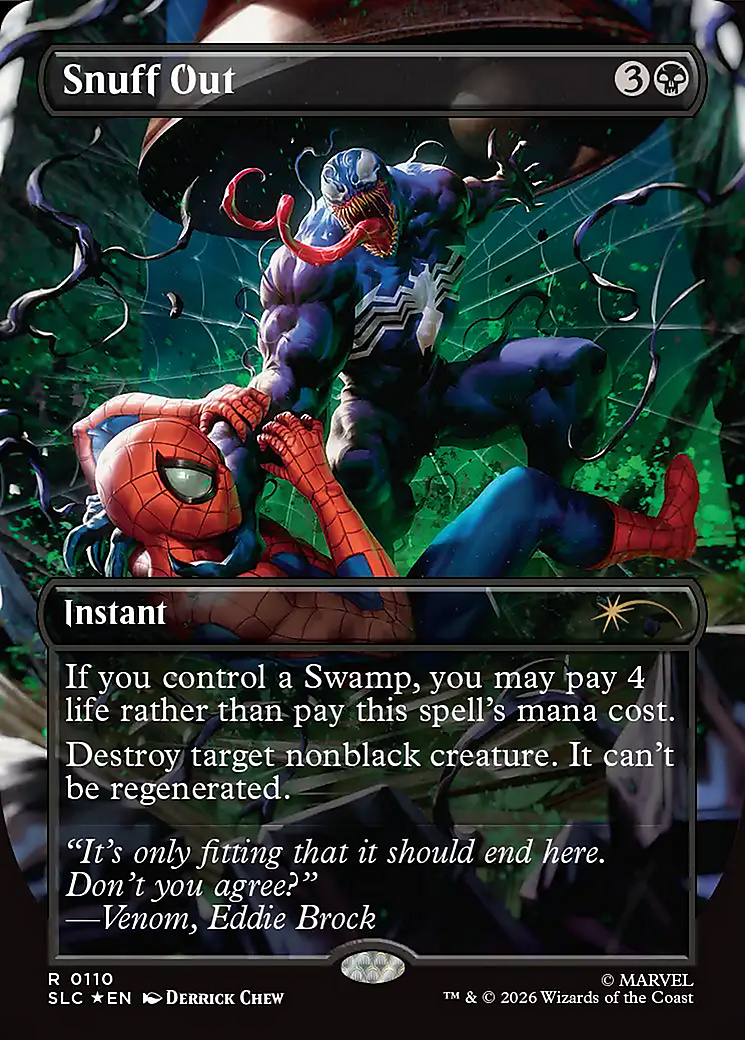 Snuff Out 3
Instant
If you control a Swamp, you may pay 4
life rather than pay this spell's mana cost.
Destroy target nonblack creature. It can't
be regenerated.
"It's only fitting that it should end here.
Don't you agree?"
—Venom, Eddie Brock
R 0110
SLC ★ EN Derrick Chew
© MARVEL
™ & © 2026 Wizards of the Coast